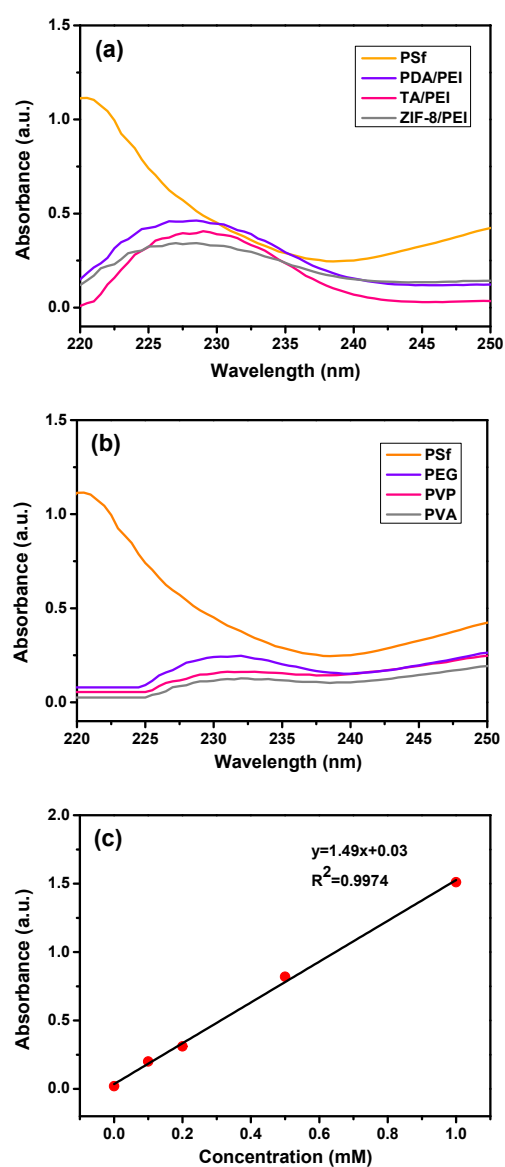 (a)
PSf
PDA/PEI
TA/PEI
ZIF-8/PEI
1.5
1.0
0.5
0.0
Absorbance (a.u.)
220 225 230 235 240 245 250
Wavelength (nm)
(b)
PSf
PEG
PVP
PVA
1.5
1.0
0.5
0.0
Absorbance (a.u.)
220 225 230 235 240 245 250
Wavelength (nm)
(c)
y=1.49x+0.03
R²=0.9974
2.0
1.5
1.0
0.5
0.0
Absorbance (a.u.)
0.0 0.2 0.4 0.6 0.8 1.0
Concentration (mM)